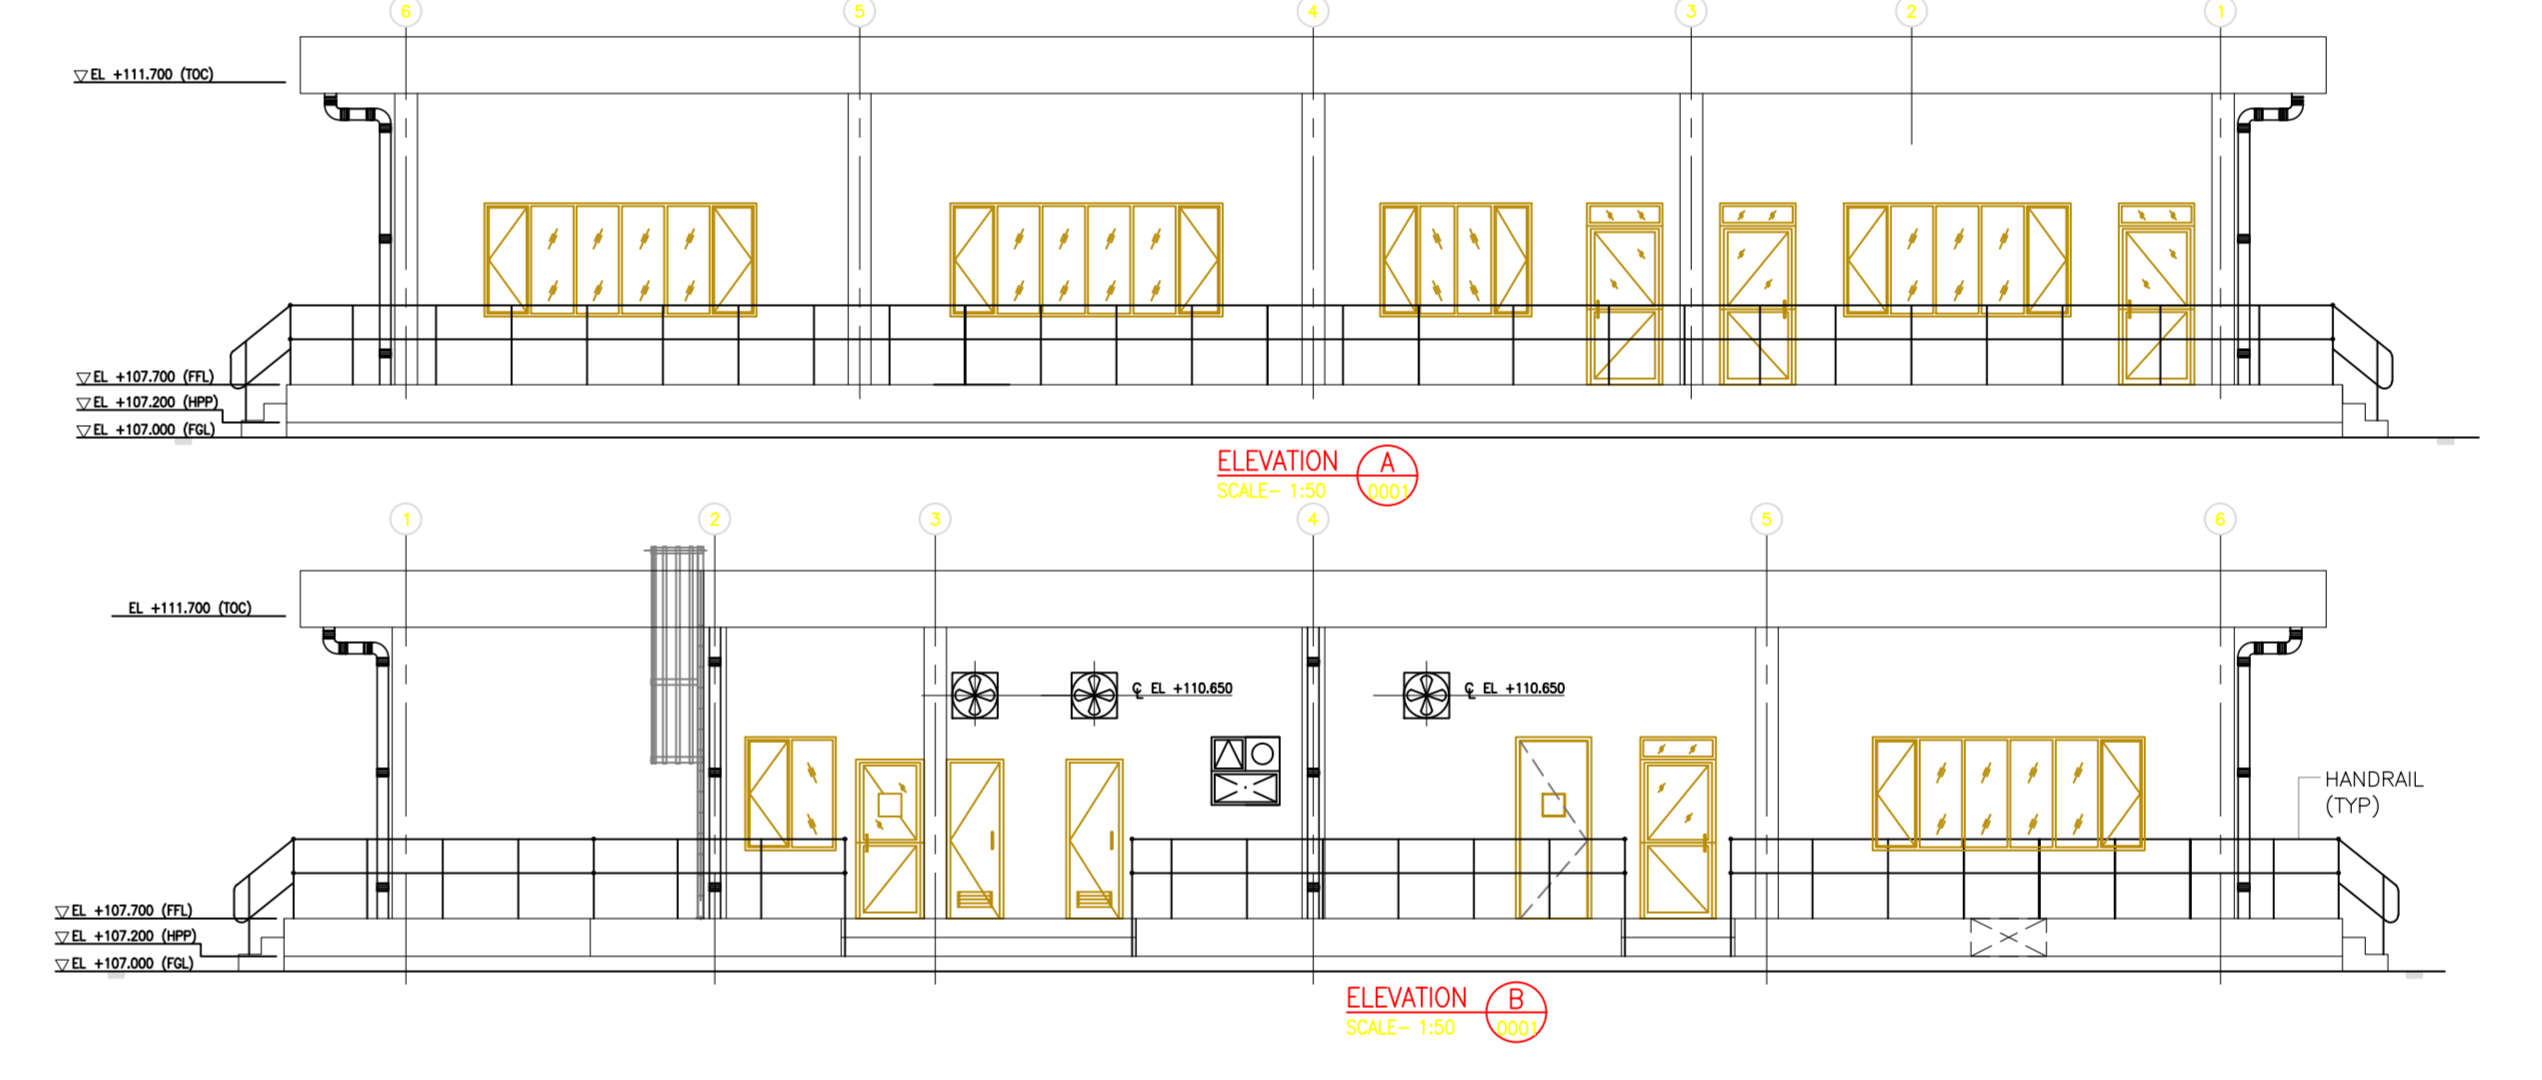 6 5 4 3 2 1
EL +111.700 (TOC)
EL +107.700 (FFL)
EL +107.200 (HPP)
EL +107.000 (FGL)
ELEVATION A
SCALE- 1:50 0001
1 2 3 4 5 6
EL +111.700 (TOC)
℄ EL +110.650 ℄ EL +110.650
HANDRAIL
(TYP)
EL +107.700 (FFL)
EL +107.200 (HPP)
EL +107.000 (FGL)
ELEVATION B
SCALE- 1:50 0001